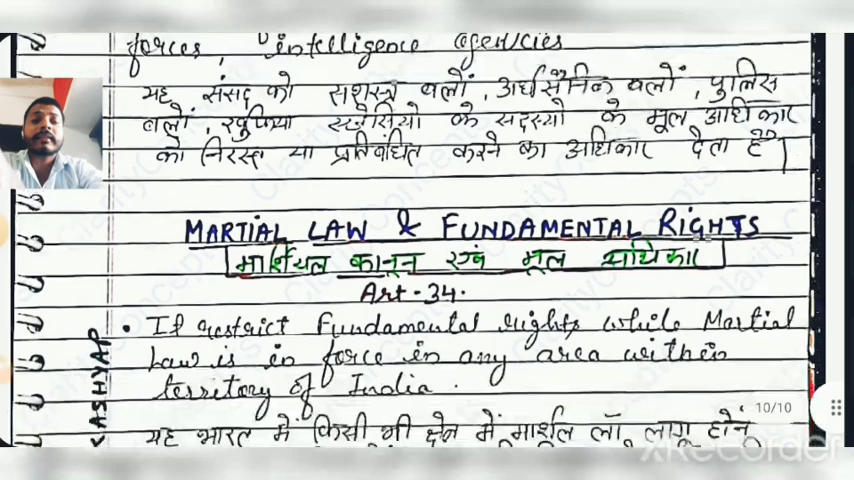 forces, intelligence agencies
यह संसद को सशस्त्र बलों, अर्धसैनिक बलों, पुलिस
बलों, खुफिया एजेंसियो के सदस्यो के मूल अधिकार
को निरस्त या प्रतिबंधित करने का अधिकार देता है।
MARTIAL LAW & FUNDAMENTAL RIGHTS
मार्शियल कानून एवं मूल अधिकार
Art-34.
• It restrict Fundamental rights while Martial
Law is in force in any area within
territory of India.
10/10
KASHYAP
यह भारत में किसी भी क्षेत्र में मार्शल लॉ लागू होनें
XRecorder